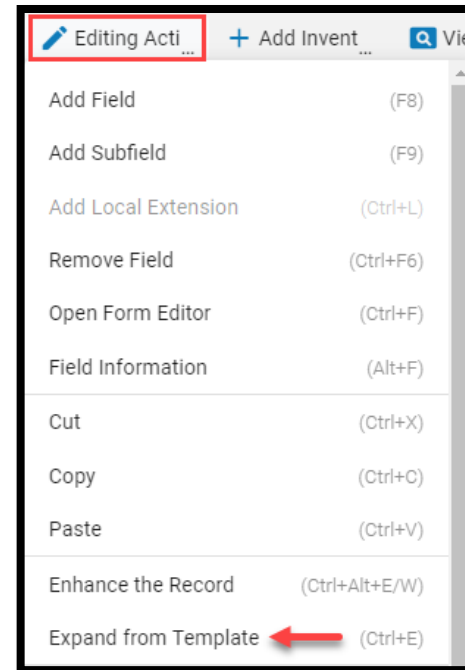 Editing Acti... + Add Invent... Vie
Add Field (F8)
Add Subfield (F9)
Add Local Extension (Ctrl+L)
Remove Field (Ctrl+F6)
Open Form Editor (Ctrl+F)
Field Information (Alt+F)
Cut (Ctrl+X)
Copy (Ctrl+C)
Paste (Ctrl+V)
Enhance the Record (Ctrl+Alt+E/W)
Expand from Template (Ctrl+E)